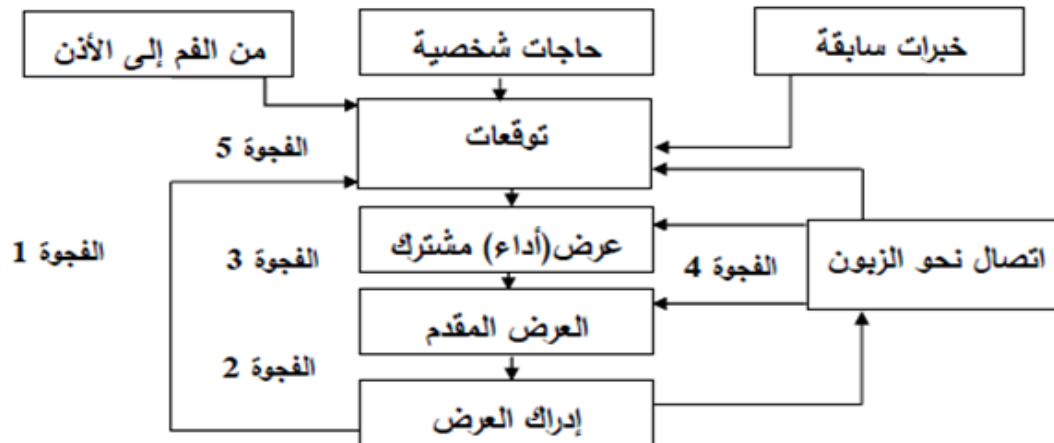 خبرات سابقة
حاجات شخصية
من الفم إلى الأذن
توقعات
الفجوة 5
عرض(أداء) مشترك
اتصال نحو الزبون
الفجوة 4
الفجوة 3
الفجوة 1
العرض المقدم
الفجوة 2
إدراك العرض